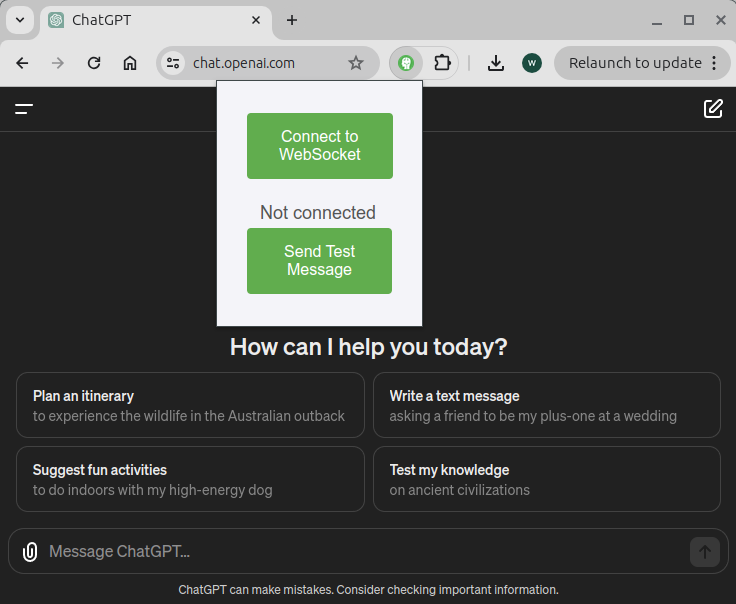 ChatGPT
chat.openai.com
W
Relaunch to update
Connect to
WebSocket
Not connected
Send Test
Message
How can I help you today?
Plan an itinerary
to experience the wildlife in the Australian outback
Write a text message
asking a friend to be my plus-one at a wedding
Suggest fun activities
to do indoors with my high-energy dog
Test my knowledge
on ancient civilizations
Message ChatGPT...
ChatGPT can make mistakes. Consider checking important information.